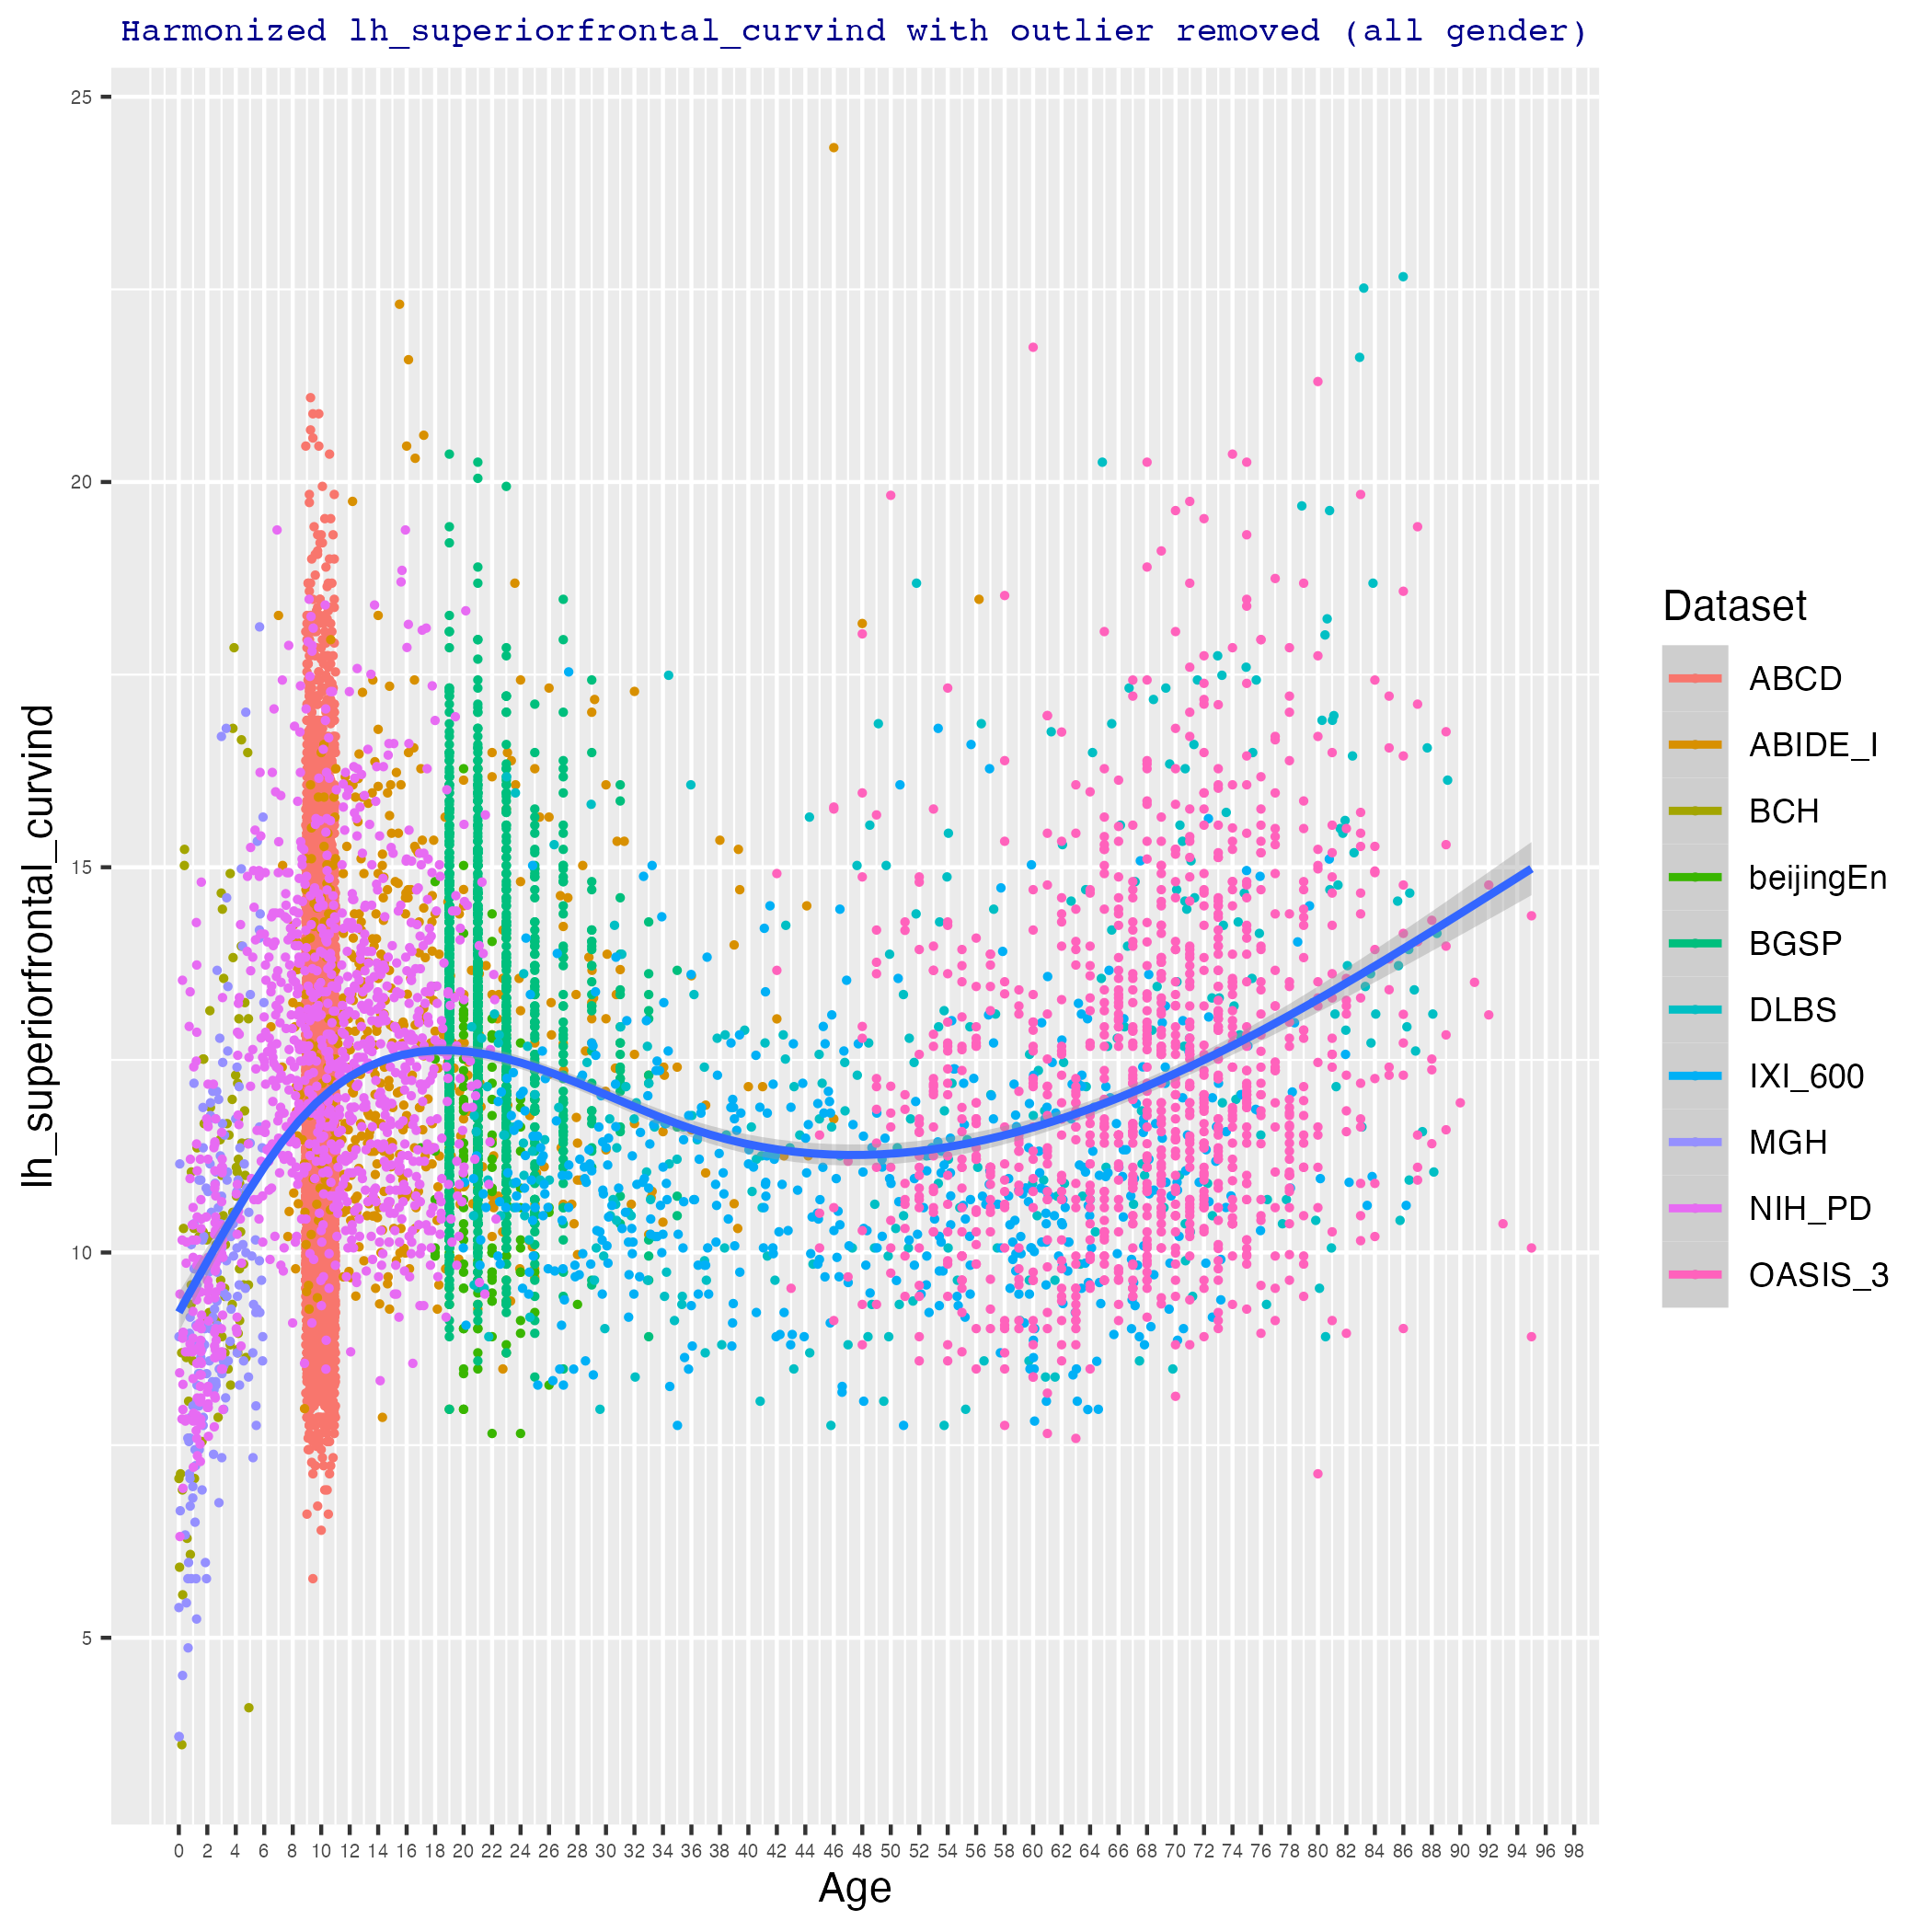 Harmonized lh_superiorfrontal_curvind with outlier removed (all gender)
lh_superiorfrontal_curvind
25
20
15
10
5
0 2 4 6 8 10 12 14 16 18 20 22 24 26 28 30 32 34 36 38 40 42 44 46 48 50 52 54 56 58 60 62 64 66 68 70 72 74 76 78 80 82 84 86 88 90 92 94 96 98
Age
Dataset
ABCD
ABIDE_I
BCH
beijingEn
BGSP
DLBS
IXI_600
MGH
NIH_PD
OASIS_3